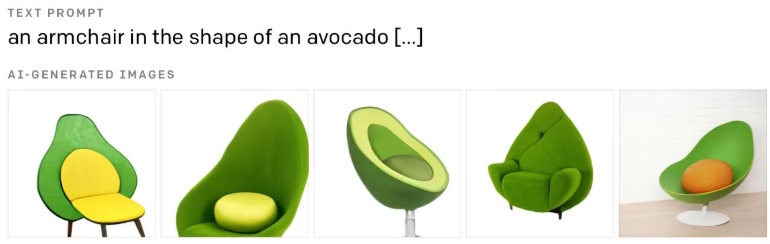 TEXT PROMPT
an armchair in the shape of an avocado [...]
AI-GENERATED IMAGES